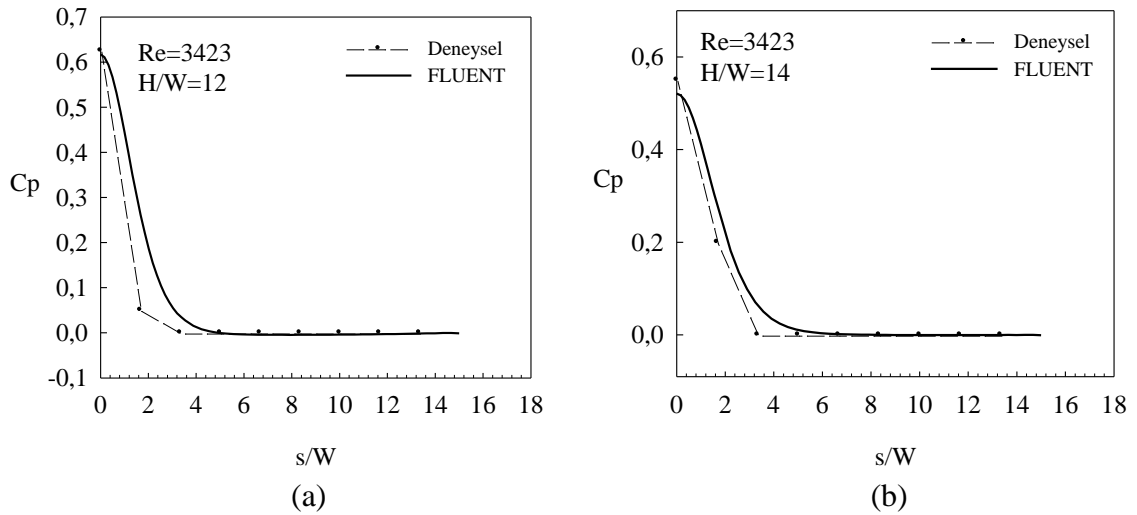 0,7
0,6
0,5
0,4
0,3
0,2
0,1
0,0
-0,1
Cp
Re=3423
H/W=12
Deneysel
FLUENT
0 2 4 6 8 10 12 14 16 18
s/W
(a)
0,6
0,4
0,2
0,0
Cp
Re=3423
H/W=14
Deneysel
FLUENT
0 2 4 6 8 10 12 14 16 18
s/W
(b)